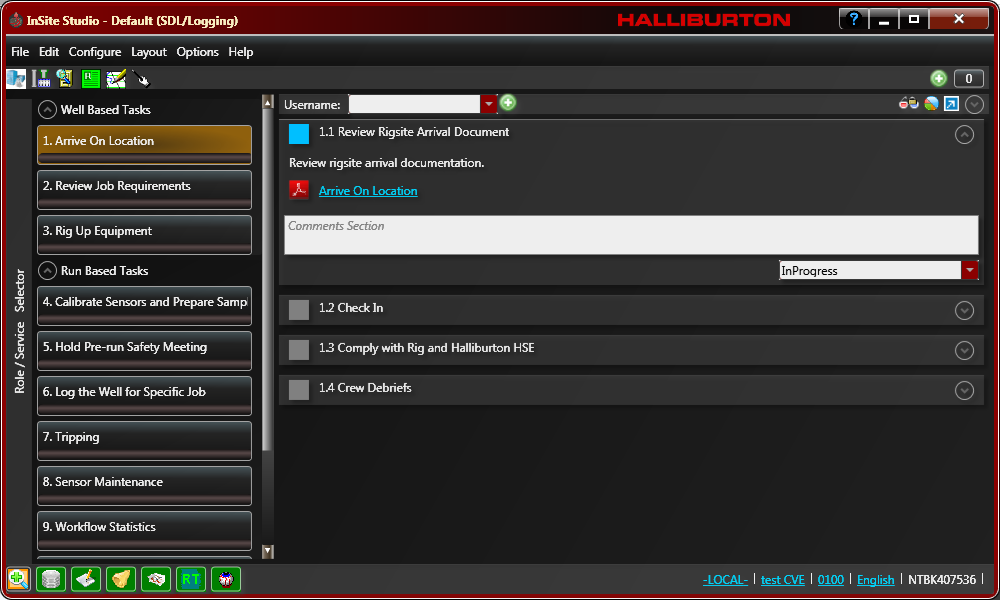 InSite Studio - Default (SDL/Logging)
HALLIBURTON
?
File Edit Configure Layout Options Help
R
0
Role / Service Selector
Well Based Tasks
1. Arrive On Location
2. Review Job Requirements
3. Rig Up Equipment
Run Based Tasks
4. Calibrate Sensors and Prepare Samp
5. Hold Pre-run Safety Meeting
6. Log the Well for Specific Job
7. Tripping
8. Sensor Maintenance
9. Workflow Statistics
Username:
1.1 Review Rigsite Arrival Document
Review rigsite arrival documentation.
Arrive On Location
Comments Section
InProgress
1.2 Check In
1.3 Comply with Rig and Halliburton HSE
1.4 Crew Debriefs
RT
-LOCAL- | test CVE | 0100 | English | NTBK407536 |